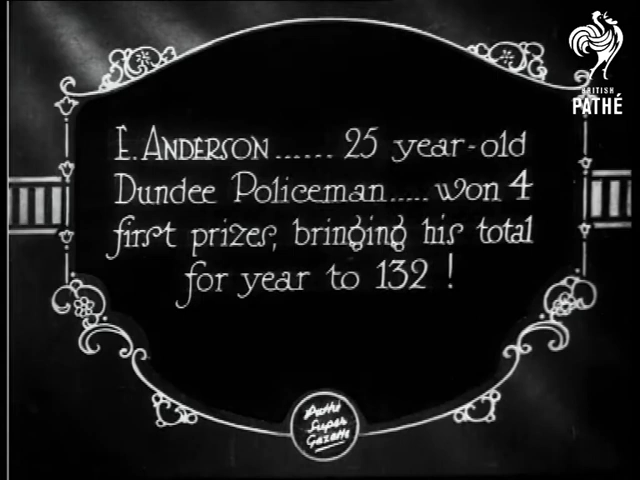 BRITISH
PATHÉ
E. ANDERSON...... 25 year-old
Dundee Policeman..... won 4
first prizes, bringing his total
for year to 132 !
Pathé
Super
Gazette